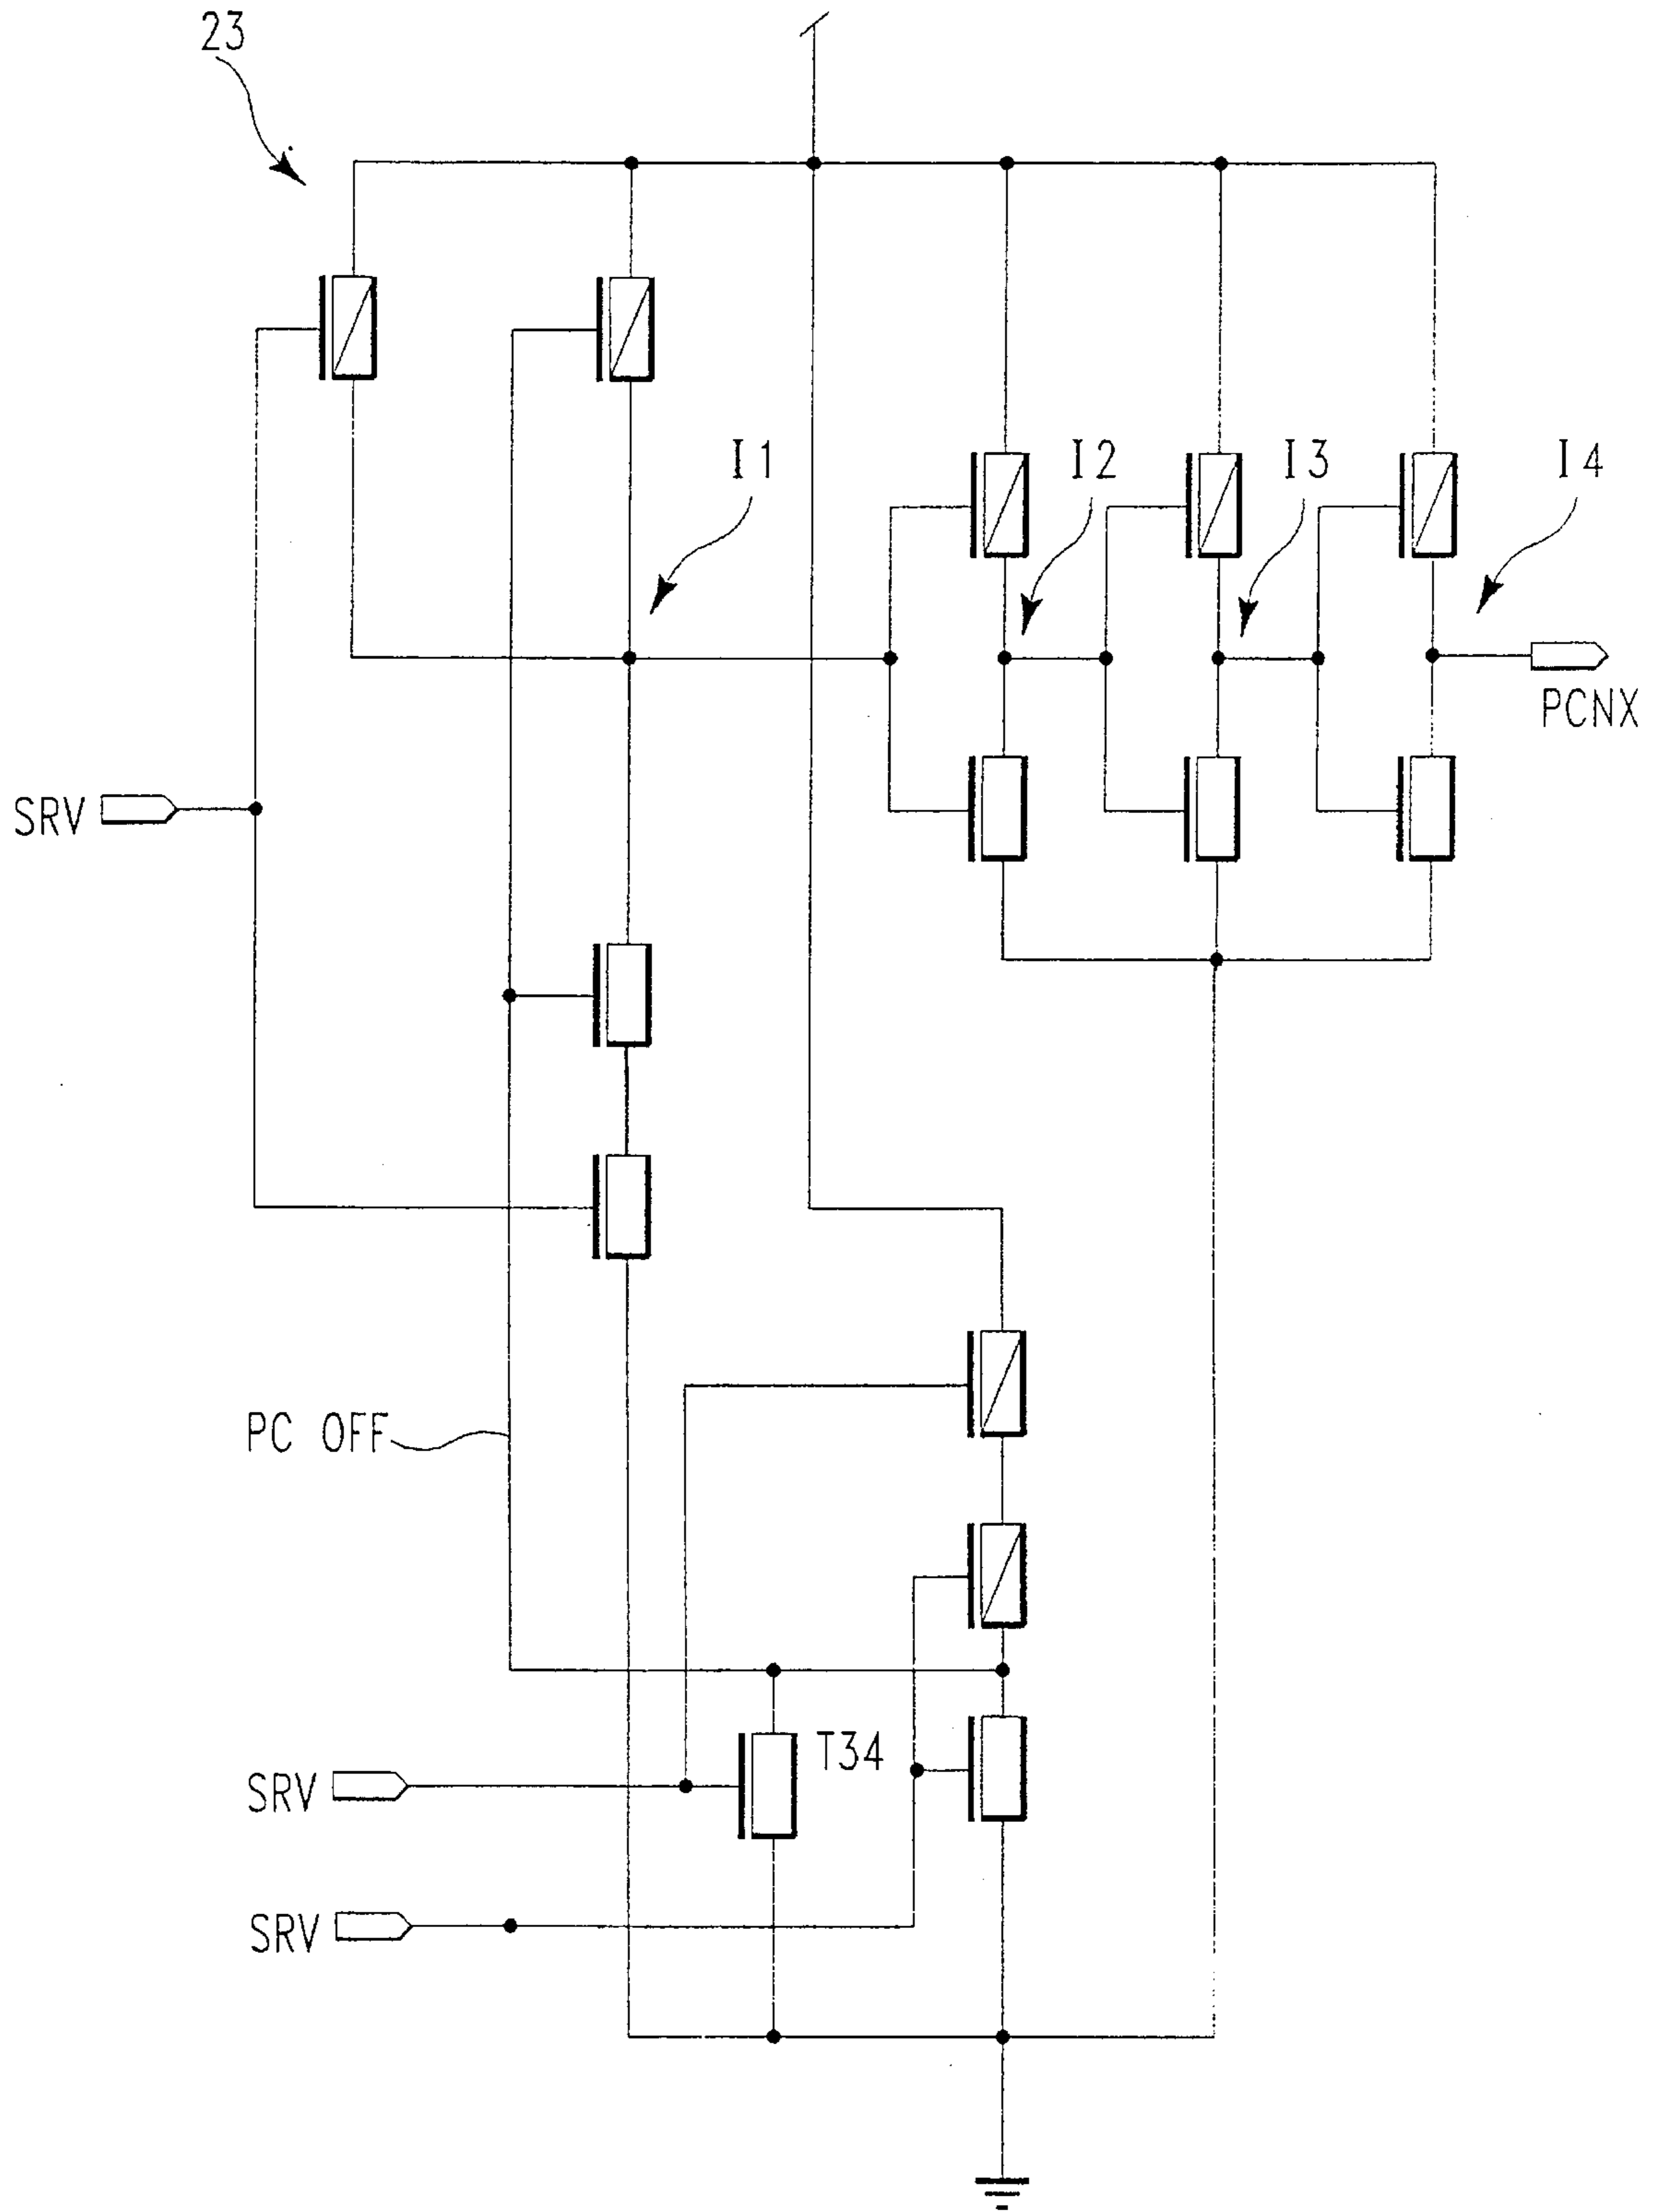 23
I1
I2
I3
I4
PCNX
SRV
PC OFF
T34
SRV
SRV